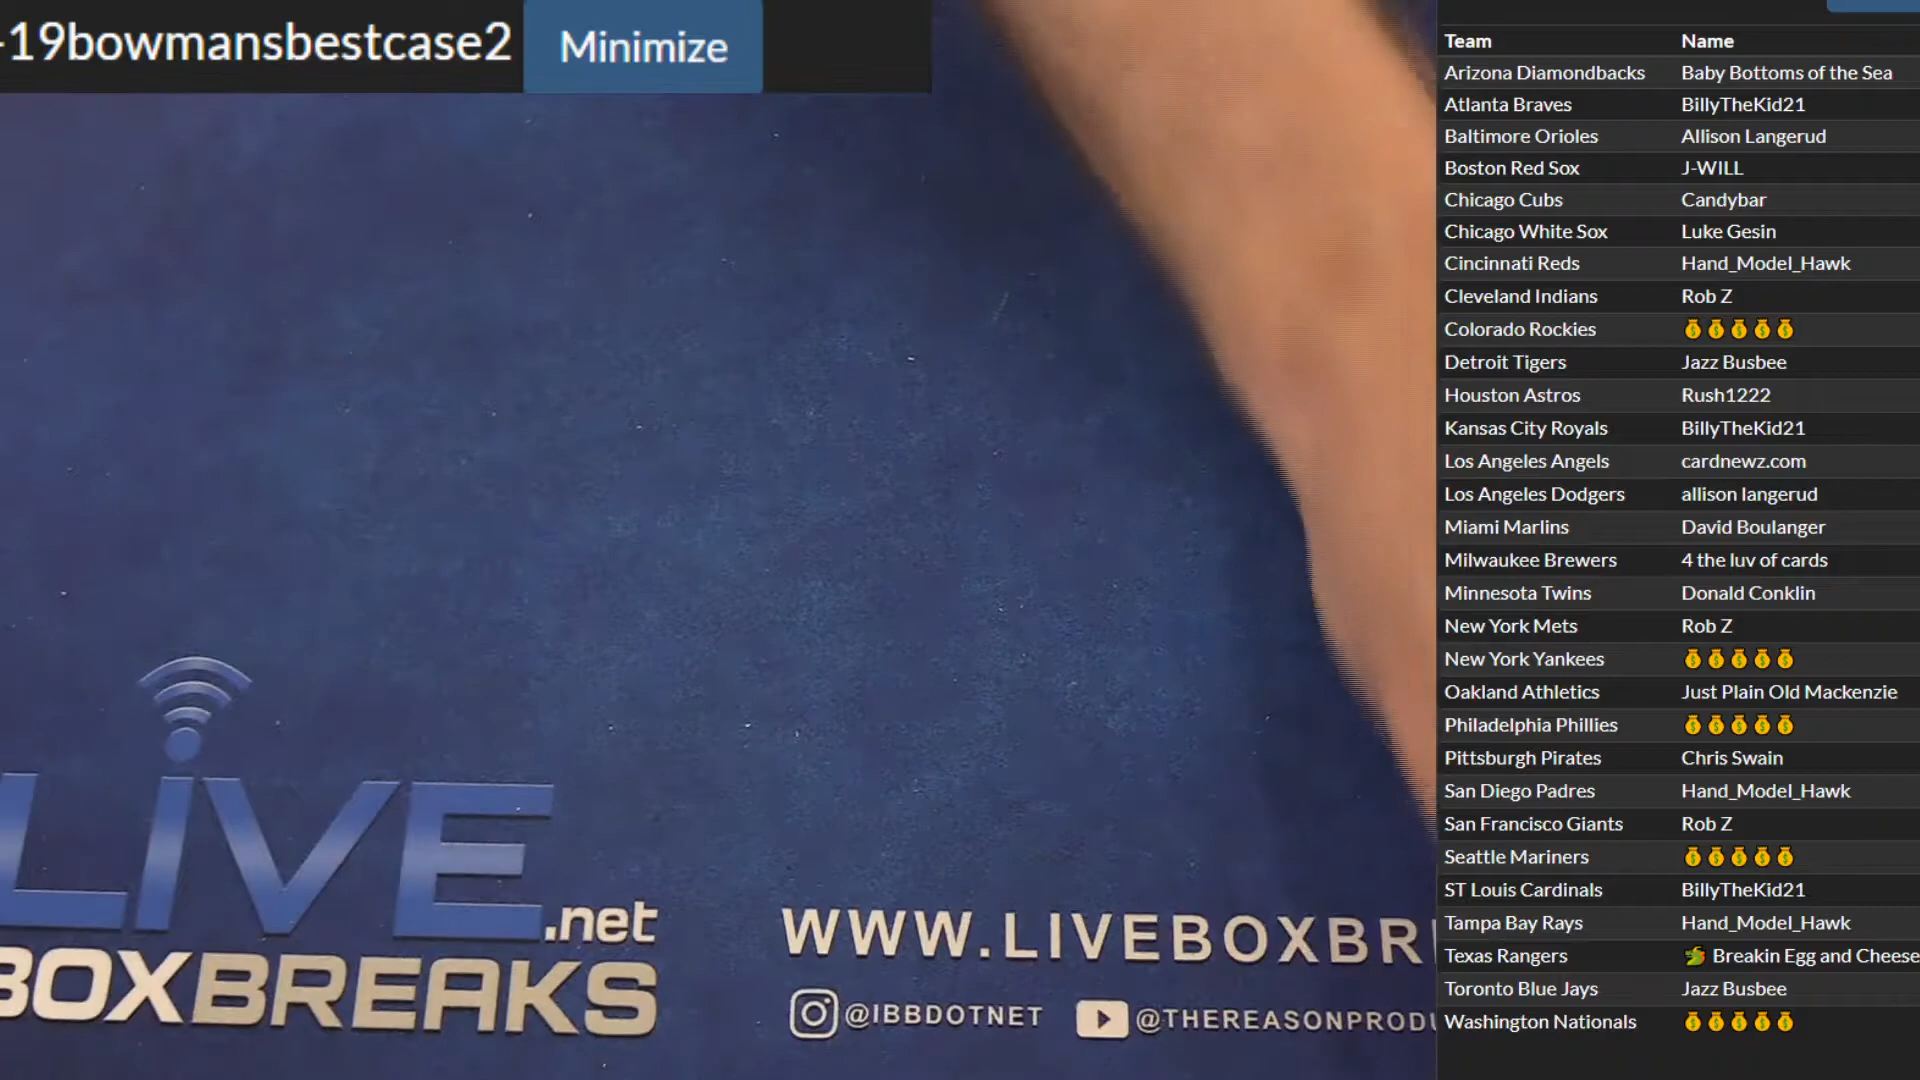 -19bowmansbestcase2
Minimize
Team Name
Arizona Diamondbacks Baby Bottoms of the Sea
Atlanta Braves BillyTheKid21
Baltimore Orioles Allison Langerud
Boston Red Sox J-WILL
Chicago Cubs Candybar
Chicago White Sox Luke Gesin
Cincinnati Reds Hand_Model_Hawk
Cleveland Indians Rob Z
Colorado Rockies 💰💰💰💰💰
Detroit Tigers Jazz Busbee
Houston Astros Rush1222
Kansas City Royals BillyTheKid21
Los Angeles Angels cardnewz.com
Los Angeles Dodgers allison langerud
Miami Marlins David Boulanger
Milwaukee Brewers 4 the luv of cards
Minnesota Twins Donald Conklin
New York Mets Rob Z
New York Yankees 💰💰💰💰💰
Oakland Athletics Just Plain Old Mackenzie
Philadelphia Phillies 💰💰💰💰💰
Pittsburgh Pirates Chris Swain
San Diego Padres Hand_Model_Hawk
San Francisco Giants Rob Z
Seattle Mariners 💰💰💰💰💰
ST Louis Cardinals BillyTheKid21
Tampa Bay Rays Hand_Model_Hawk
Texas Rangers 🐲 Breakin Egg and Cheese
Toronto Blue Jays Jazz Busbee
Washington Nationals 💰💰💰💰💰
LIVE.net
BOXBREAKS
WWW.LIVEBOXBR
@IBBDOTNET @THEREASONPRODU